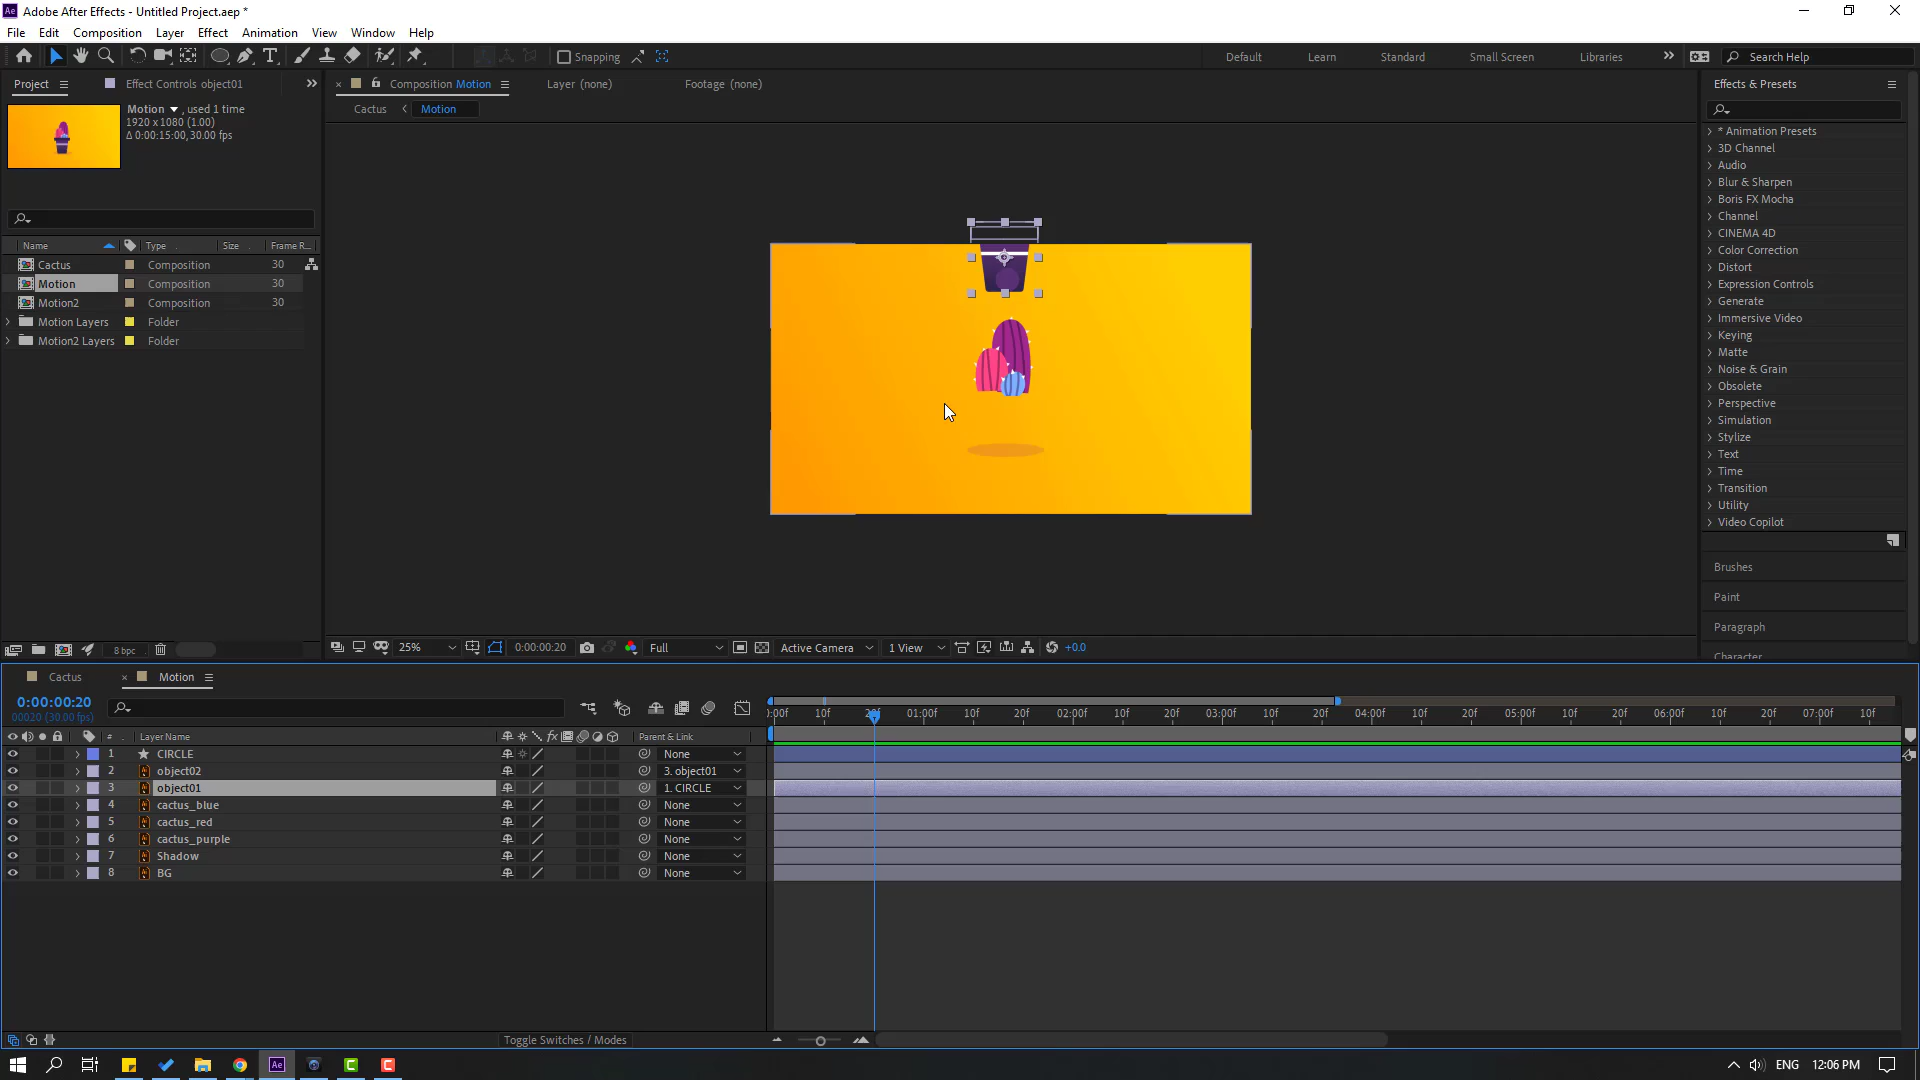 Adobe After Effects - Untitled Project.aep *
File Edit Composition Layer Effect Animation View Window Help
Snapping
Default Learn Standard Small Screen Libraries
Search Help
Project
Effect Controls object01
Motion , used 1 time
1920 x 1080 (1.00)
Δ 0:00:15:00, 30.00 fps
Name Type Size Frame R...
Cactus Composition 30
Motion Composition 30
Motion2 Composition 30
Motion Layers Folder
Motion2 Layers Folder
8 bpc
Composition Motion
Layer (none)
Footage (none)
Cactus Motion
25% 0:00:00:20 Full Active Camera 1 View +0.0
Effects & Presets
* Animation Presets
3D Channel
Audio
Blur & Sharpen
Boris FX Mocha
Channel
CINEMA 4D
Color Correction
Distort
Expression Controls
Generate
Immersive Video
Keying
Matte
Noise & Grain
Obsolete
Perspective
Simulation
Stylize
Text
Time
Transition
Utility
Video Copilot
Brushes
Paint
Paragraph
Character
Cactus Motion
0:00:00:20
00020 (30.00 fps)
:00f 10f 20f 01:00f 10f 20f 02:00f 10f 20f 03:00f 10f 20f 04:00f 10f 20f 05:00f 10f 20f 06:00f 10f 20f 07:00f 10f
# Layer Name fx Parent & Link
1 CIRCLE None
2 object02 3. object01
3 object01 1. CIRCLE
4 cactus_blue None
5 cactus_red None
6 cactus_purple None
7 Shadow None
8 BG None
Toggle Switches / Modes
ENG 12:06 PM